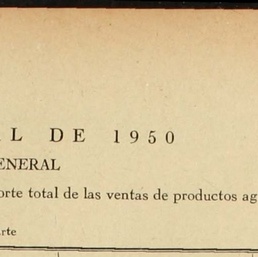 L DE 1950
ENERAL
orte total de las ventas de productos ag
rte